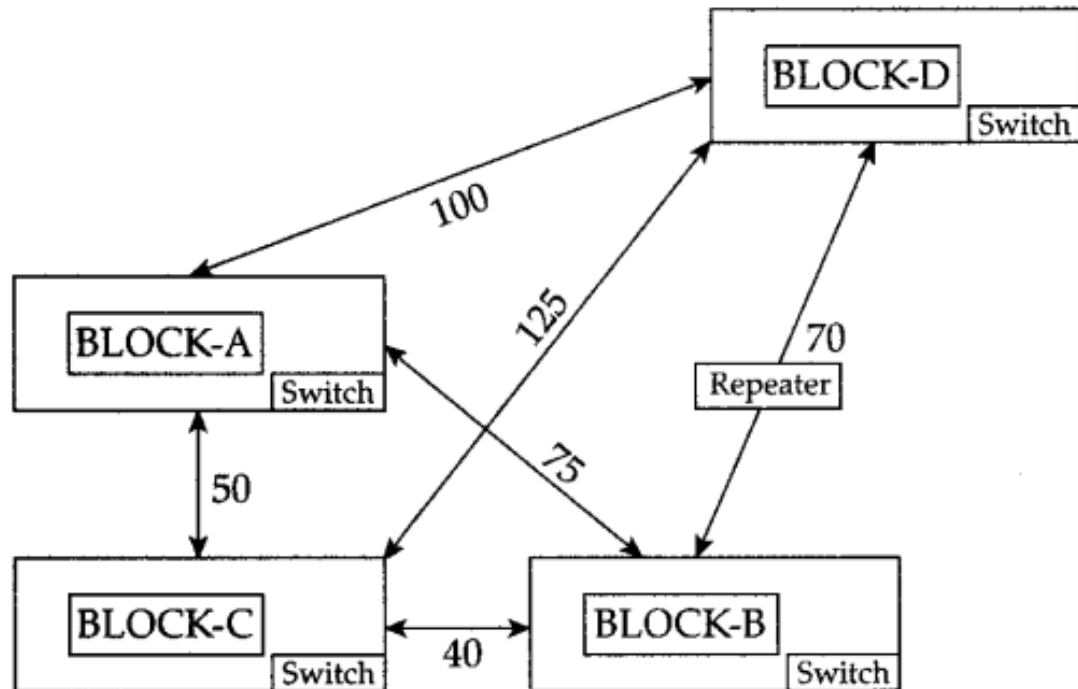 BLOCK-D
Switch
100
BLOCK-A
Switch
125
70
Repeater
75
50
BLOCK-C
Switch
40
BLOCK-B
Switch